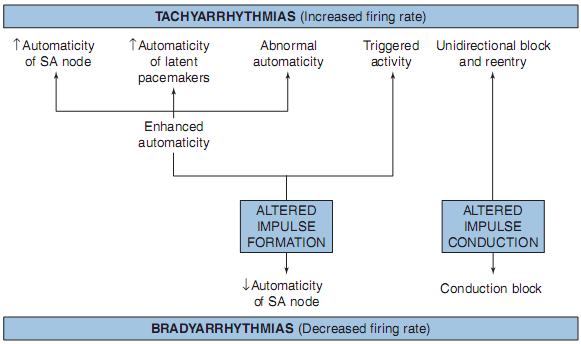 TACHYARRHYTHMIAS (Increased firing rate)
↑Automaticity
of SA node
↑Automaticity
of latent
pacemakers
Abnormal
automaticity
Triggered
activity
Unidirectional block
and reentry
Enhanced
automaticity
ALTERED
IMPULSE
FORMATION
ALTERED
IMPULSE
CONDUCTION
↓Automaticity
of SA node
Conduction block
BRADYARRHYTHMIAS (Decreased firing rate)